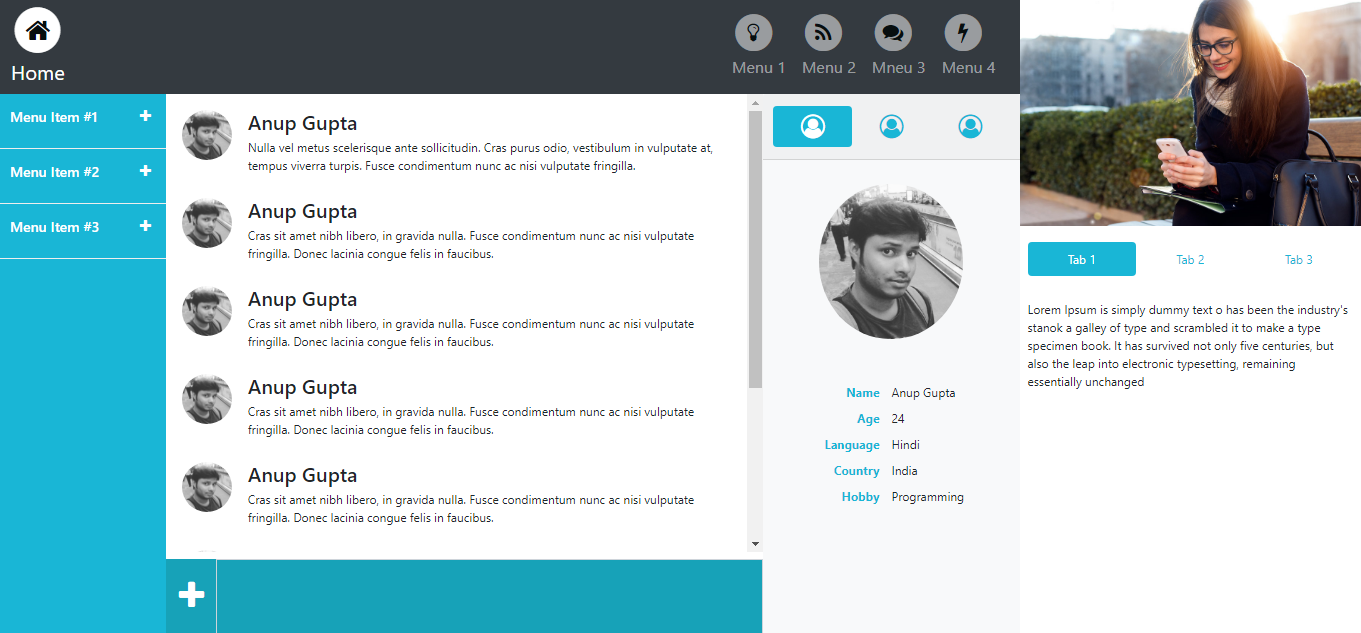 Home
Menu 1
Menu 2
Mneu 3
Menu 4
Menu Item #1
Menu Item #2
Menu Item #3
Anup Gupta
Nulla vel metus scelerisque ante sollicitudin. Cras purus odio, vestibulum in vulputate at,
tempus viverra turpis. Fusce condimentum nunc ac nisi vulputate fringilla.
Anup Gupta
Cras sit amet nibh libero, in gravida nulla. Fusce condimentum nunc ac nisi vulputate
fringilla. Donec lacinia congue felis in faucibus.
Anup Gupta
Cras sit amet nibh libero, in gravida nulla. Fusce condimentum nunc ac nisi vulputate
fringilla. Donec lacinia congue felis in faucibus.
Anup Gupta
Cras sit amet nibh libero, in gravida nulla. Fusce condimentum nunc ac nisi vulputate
fringilla. Donec lacinia congue felis in faucibus.
Anup Gupta
Cras sit amet nibh libero, in gravida nulla. Fusce condimentum nunc ac nisi vulputate
fringilla. Donec lacinia congue felis in faucibus.
Name Anup Gupta
Age 24
Language Hindi
Country India
Hobby Programming
Tab 1
Tab 2
Tab 3
Lorem Ipsum is simply dummy text o has been the industry's
stanok a galley of type and scrambled it to make a type
specimen book. It has survived not only five centuries, but
also the leap into electronic typesetting, remaining
essentially unchanged